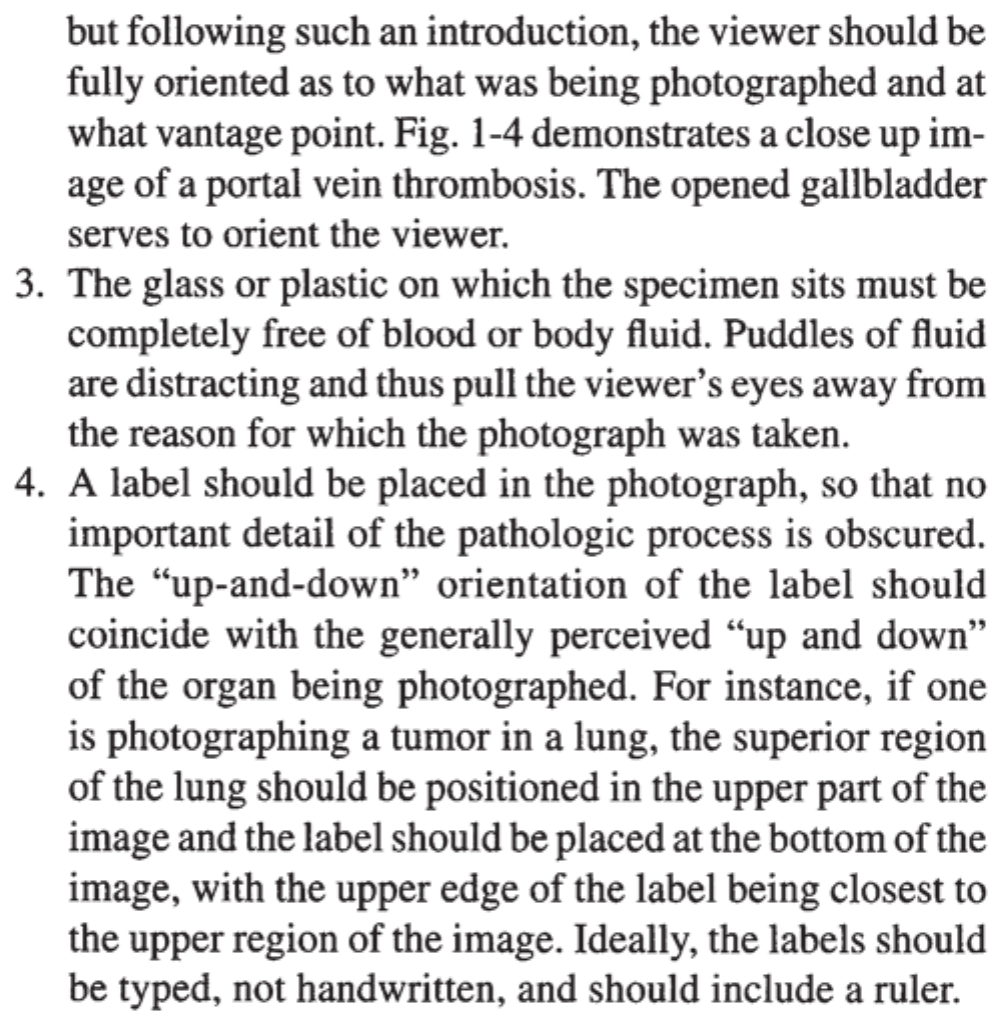 but following such an introduction, the viewer should be
fully oriented as to what was being photographed and at
what vantage point. Fig. 1-4 demonstrates a close up im-
age of a portal vein thrombosis. The opened gallbladder
serves to orient the viewer.
3. The glass or plastic on which the specimen sits must be
completely free of blood or body fluid. Puddles of fluid
are distracting and thus pull the viewer’s eyes away from
the reason for which the photograph was taken.
4. A label should be placed in the photograph, so that no
important detail of the pathologic process is obscured.
The “up-and-down” orientation of the label should
coincide with the generally perceived “up and down”
of the organ being photographed. For instance, if one
is photographing a tumor in a lung, the superior region
of the lung should be positioned in the upper part of the
image and the label should be placed at the bottom of the
image, with the upper edge of the label being closest to
the upper region of the image. Ideally, the labels should
be typed, not handwritten, and should include a ruler.